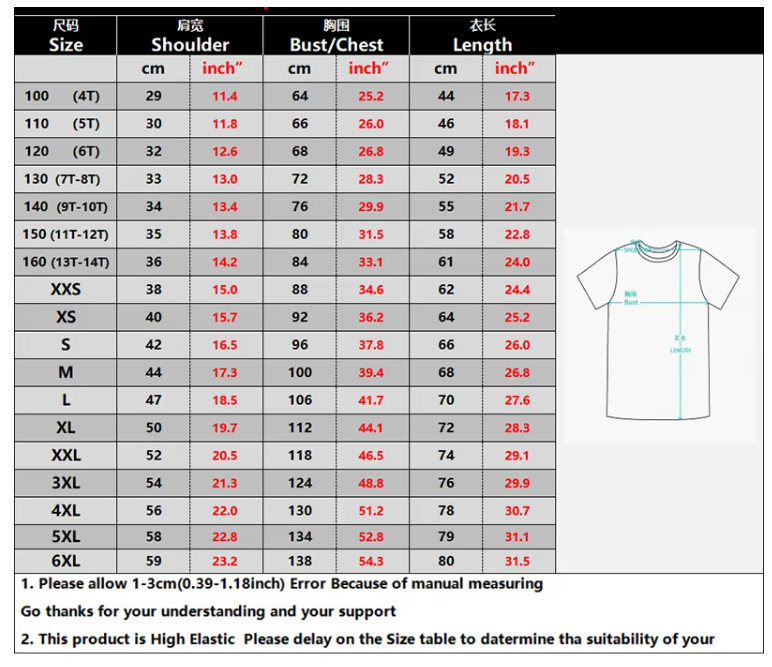 尺码 肩宽 胸围 衣长
Size Shoulder Bust/Chest Length
cm inch” cm inch” cm inch”
100 (4T) 29 11.4 64 25.2 44 17.3
110 (5T) 30 11.8 66 26.0 46 18.1
120 (6T) 32 12.6 68 26.8 49 19.3
130 (7T-8T) 33 13.0 72 28.3 52 20.5
140 (9T-10T) 34 13.4 76 29.9 55 21.7
150 (11T-12T) 35 13.8 80 31.5 58 22.8
160 (13T-14T) 36 14.2 84 33.1 61 24.0
XXS 38 15.0 88 34.6 62 24.4
XS 40 15.7 92 36.2 64 25.2
S 42 16.5 96 37.8 66 26.0
M 44 17.3 100 39.4 68 26.8
L 47 18.5 106 41.7 70 27.6
XL 50 19.7 112 44.1 72 28.3
XXL 52 20.5 118 46.5 74 29.1
3XL 54 21.3 124 48.8 76 29.9
4XL 56 22.0 130 51.2 78 30.7
5XL 58 22.8 134 52.8 79 31.1
6XL 59 23.2 138 54.3 80 31.5
胸围
Bust
衣长
LENGTH
1. Please allow 1-3cm(0.39-1.18inch) Error Because of manual measuring
Go thanks for your understanding and your support
2. This product is High Elastic Please delay on the Size table to datermine tha suitability of your